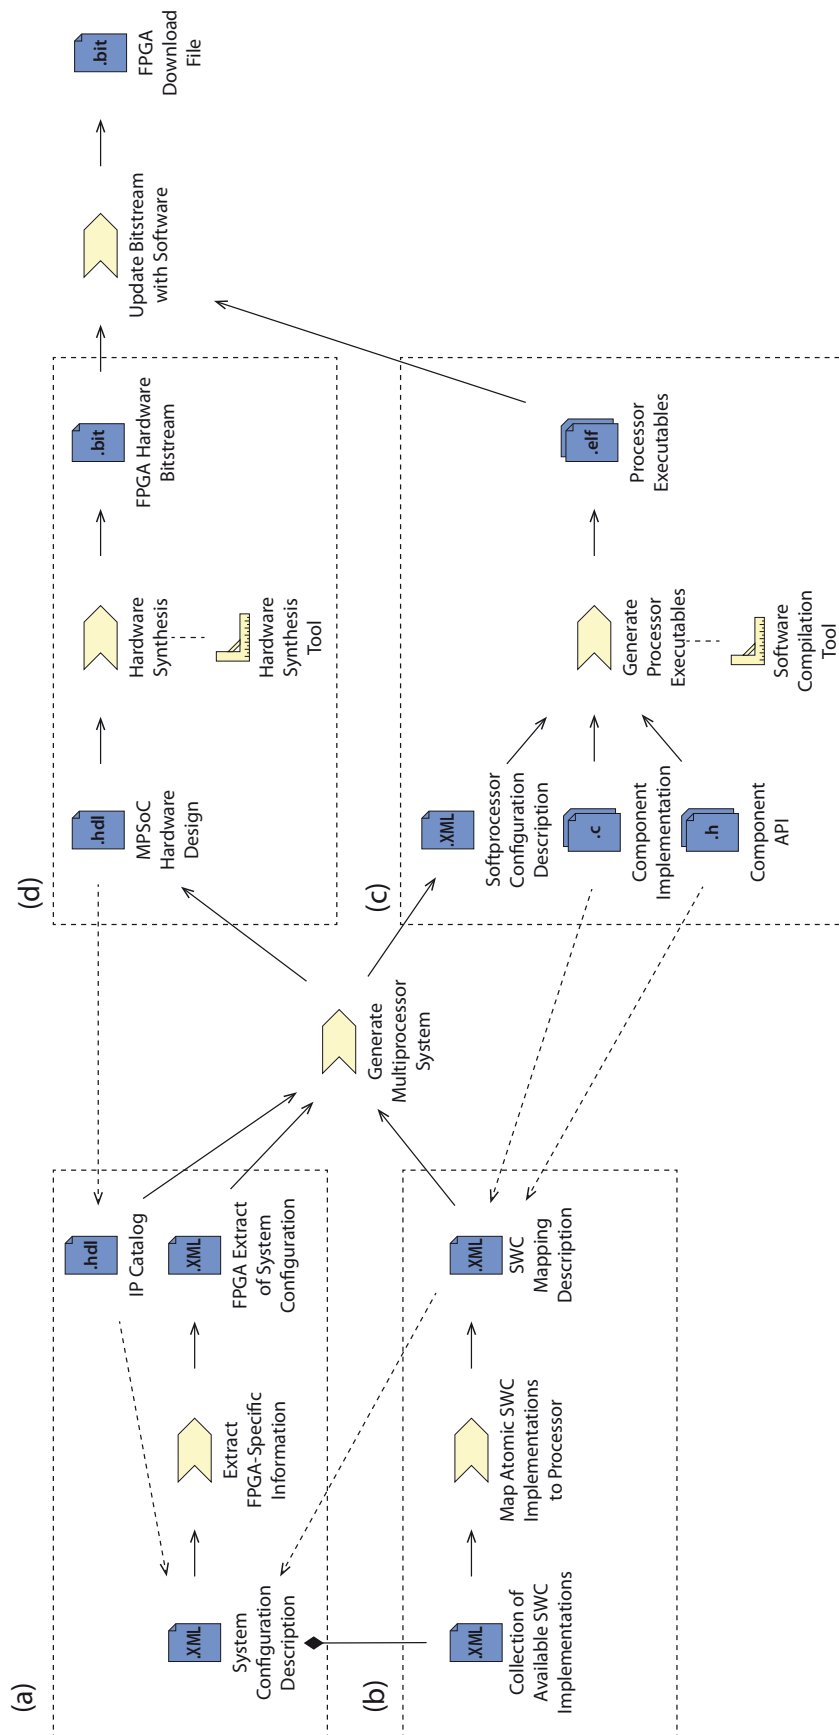 (a)
.hdl
IP Catalog
.XML
System
Configuration
Description
Extract
FPGA-Specific
Information
.XML
FPGA Extract
of System
Configuration
(b)
.XML
Collection of
Available SWC
Implementations
Map Atomic SWC
Implementations
to Processor
.XML
SWC
Mapping
Description
Generate
Multiprocessor
System
(d)
.hdl
MPSoC
Hardware
Design
Hardware
Synthesis
Hardware
Synthesis
Tool
.bit
FPGA Hardware
Bitstream
(c)
.XML
Softprocessor
Configuration
Description
.c
Component
Implementation
.h
Component
API
Generate
Processor
Executables
Software
Compilation
Tool
.elf
Processor
Executables
Update Bitstream
with Software
.bit
FPGA
Download
File